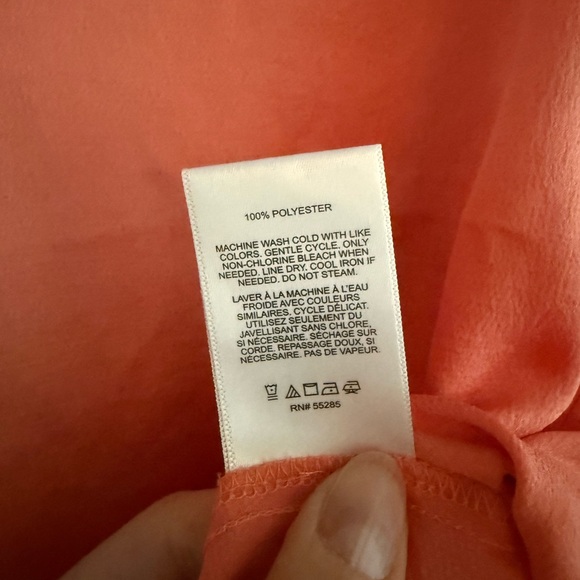 100% POLYESTER
MACHINE WASH COLD WITH LIKE
COLORS. GENTLE CYCLE. ONLY
NON-CHLORINE BLEACH WHEN
NEEDED. LINE DRY. COOL IRON IF
NEEDED. DO NOT STEAM.
LAVER À LA MACHINE À L'EAU
FROIDE AVEC COULEURS
SIMILAIRES. CYCLE DÉLICAT.
UTILISEZ SEULEMENT DU
JAVELLISANT SANS CHLORE,
SI NÉCESSAIRE. SÉCHAGE SUR
CORDE. REPASSAGE DOUX, SI
NÉCESSAIRE. PAS DE VAPEUR.
RN# 55285